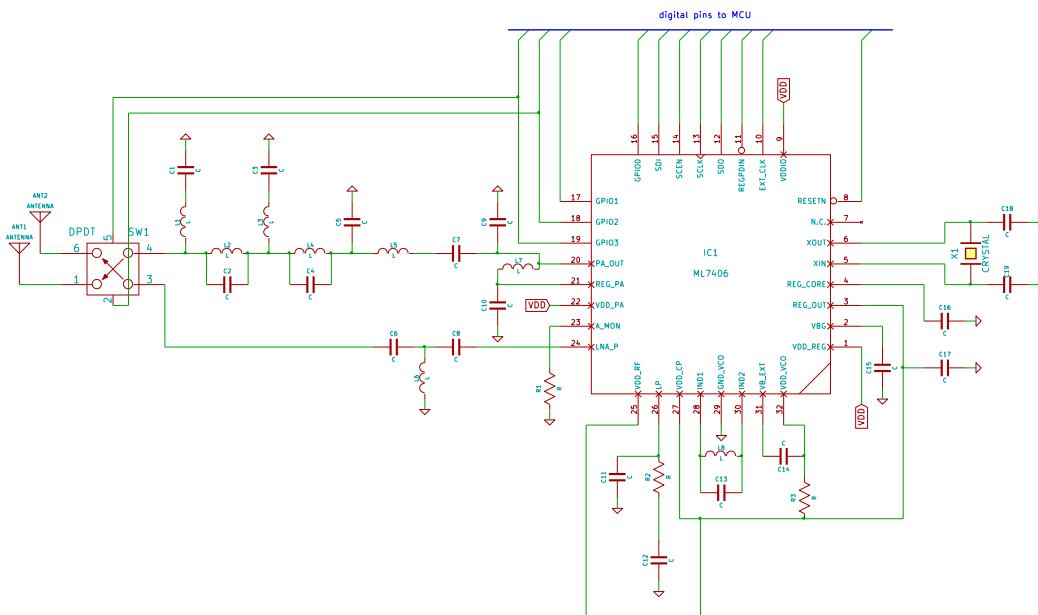 digital pins to MCU
VDD
16 15 14 13 12 11 10 9
GPIO0 SDI SCEN SCLK SDO REGPDIN EXT_CLK VDDIO
C1 C
C3 C
ANT2
ANTENNA
ANT1
ANTENNA
L1 L
L3 L
C5 C
C9 C
17 GPIO1
18 GPIO2
19 GPIO3
20 PA_OUT
21 REG_PA
22 VDD_PA
23 A_MON
24 LNA_P
RESETN 8
N.C. 7
XOUT 6
XIN 5
REG_CORE 4
REG_OUT 3
VBG 2
VDD_REG 1
IC1
ML7406
DPDT SW1
5
6 4
1 3
2
L2
L
C2
C
L4
L
C4
C
L5
L
C7
C
L7
L
C10 C
VDD
C18
C
X1 CRYSTAL
C19
C
C16
C
C17
C
C15 C
VDD
C6
C
C8
C
L6 L
R1 R
VDD_RF LP VDD_CP IND1 GND_VCO IND2 VB_EXT VDD_VCO
25 26 27 28 29 30 31 32
L8
L
C13
C
C
C14
C11 C
R2 R
R3 R
C12 C